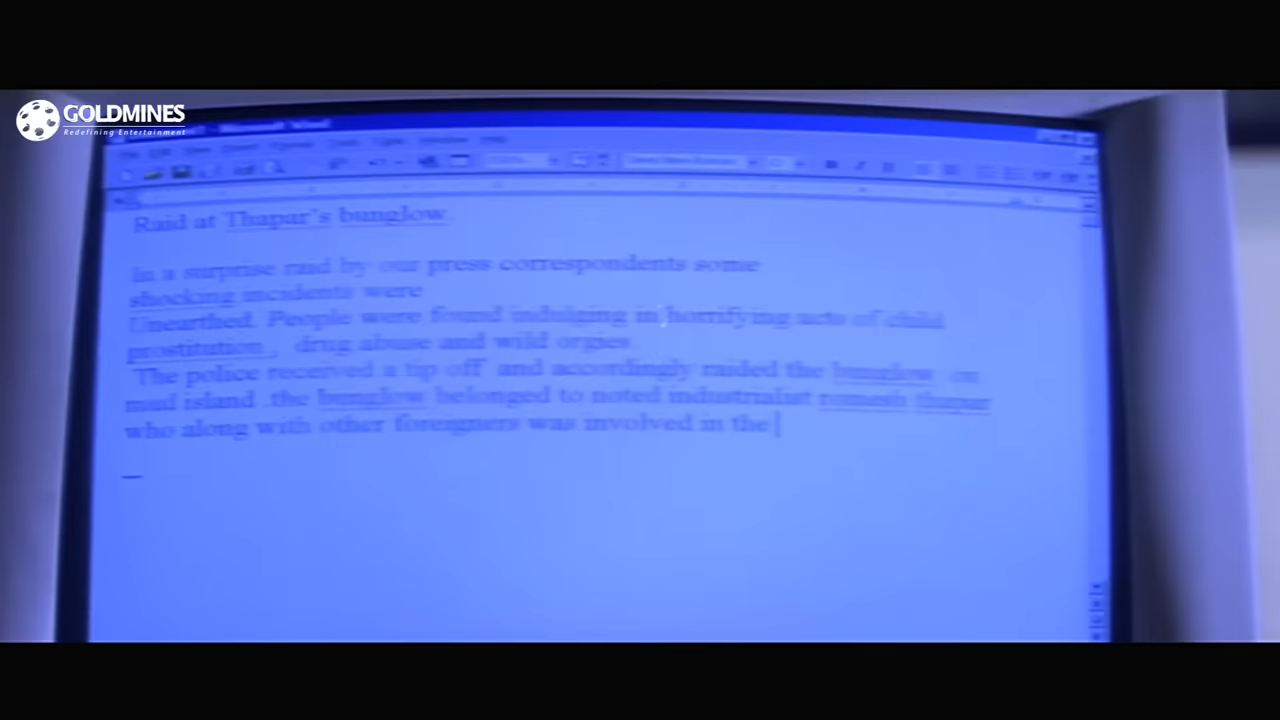 GOLDMINES
Redefining Entertainment
Raid at Thapar's bunglow.
In a surprise raid by our press correspondents some
shocking incidents were
Unearthed. People were found indulging in horrifying acts of child
prostitution , drug abuse and wild orgies.
The police received a tip off and accordingly raided the bunglow on
mud island .the bunglow belonged to noted industrialist romesh thapar
who along with other foreigners was involved in the